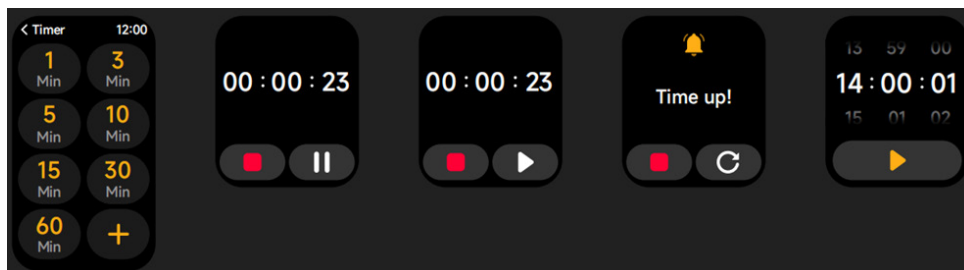 < Timer 12:00
1 3
Min Min
5 10
Min Min
15 30
Min Min
60 +
Min
00 : 00 : 23
00 : 00 : 23
Time up!
13 59 00
14 : 00 : 01
15 01 02